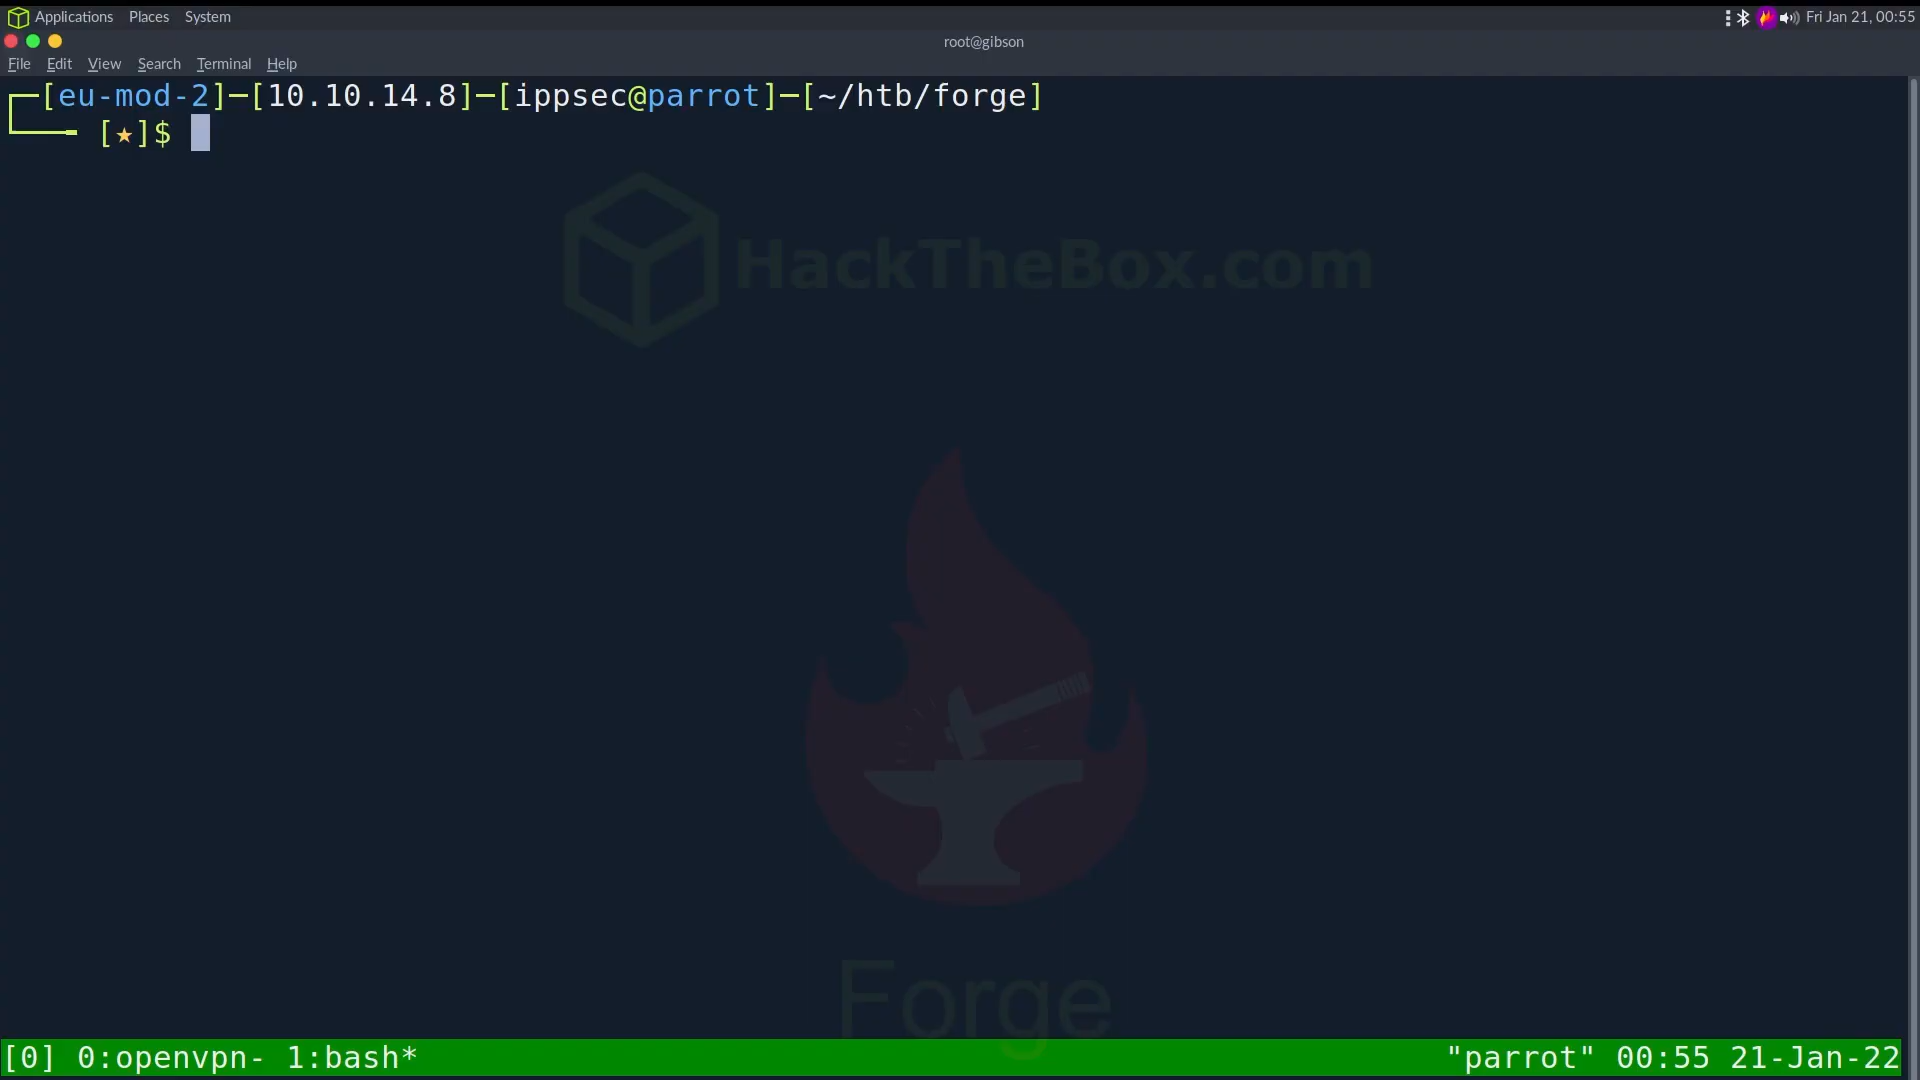 Applications Places System Fri Jan 21, 00:55
root@gibson
File Edit View Search Terminal Help
┌─[eu-mod-2]─[10.10.14.8]─[ippsec@parrot]─[~/htb/forge]
└──╼ [★]$
HackTheBox.com
Forge
[0] 0:openvpn- 1:bash* "parrot" 00:55 21-Jan-22